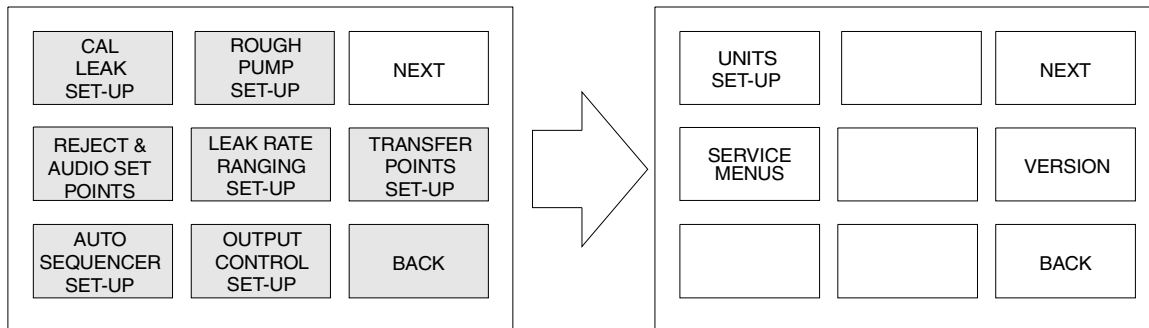 CAL
LEAK
SET-UP
ROUGH
PUMP
SET-UP
NEXT
REJECT &
AUDIO SET
POINTS
LEAK RATE
RANGING
SET-UP
TRANSFER
POINTS
SET-UP
AUTO
SEQUENCER
SET-UP
OUTPUT
CONTROL
SET-UP
BACK
UNITS
SET-UP
NEXT
SERVICE
MENUS
VERSION
BACK